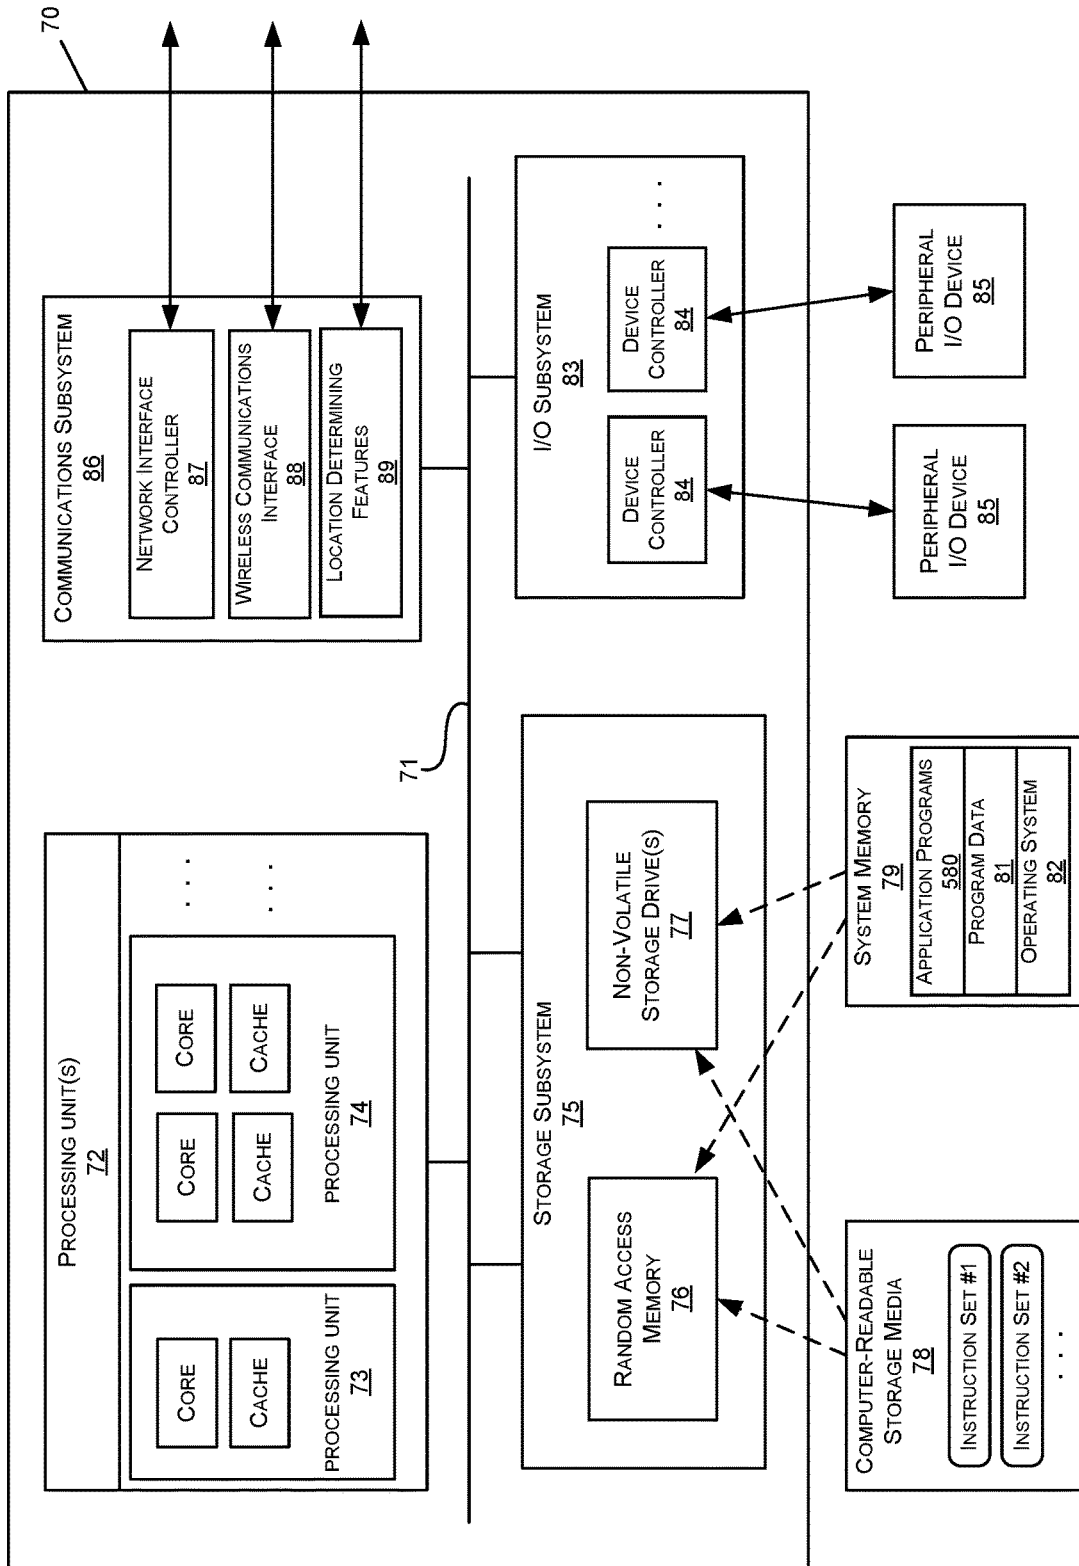 70
PROCESSING UNIT(S)
72
CORE
CACHE
PROCESSING UNIT
73
CORE
CORE
CACHE
CACHE
PROCESSING UNIT
74
. . .
. . .
COMMUNICATIONS SUBSYSTEM
86
NETWORK INTERFACE
CONTROLLER
87
WIRELESS COMMUNICATIONS
INTERFACE
88
LOCATION DETERMINING
FEATURES
89
71
STORAGE SUBSYSTEM
75
RANDOM ACCESS
MEMORY
76
NON-VOLATILE
STORAGE DRIVE(S)
77
I/O SUBSYSTEM
83
DEVICE
CONTROLLER
84
DEVICE
CONTROLLER
84
. . .
COMPUTER-READABLE
STORAGE MEDIA
78
INSTRUCTION SET #1
INSTRUCTION SET #2
. . .
SYSTEM MEMORY
79
APPLICATION PROGRAMS
580
PROGRAM DATA
81
OPERATING SYSTEM
82
PERIPHERAL
I/O DEVICE
85
PERIPHERAL
I/O DEVICE
85